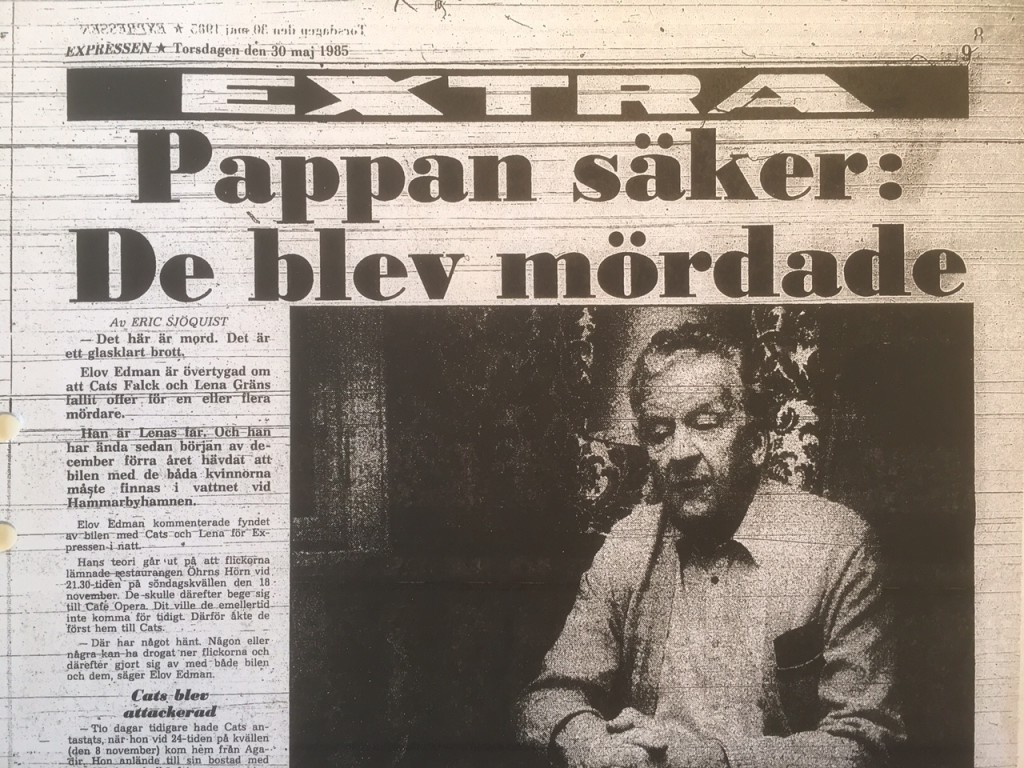 EXPRESSEN ★ Torsdagen den 30 maj 1985
8
9
EXTRA
Pappan säker:
De blev mördade
Av ERIC SJÖQUIST
— Det här är mord. Det är
ett glasklart brott.
Elov Edman är övertygad om
att Cats Falck och Lena Gräns
fallit offer för en eller flera
mördare.
Han är Lenas far. Och han
har ända sedan början av de-
cember förra året hävdat att
bilen med de båda kvinnorna
måste finnas i vattnet vid
Hammarbyhamnen.
Elov Edman kommenterade fyndet
av bilen med Cats och Lena för Ex-
pressen i natt.
Hans teori går ut på att flickorna
lämnade restaurangen Öhrns Hörn vid
21.30-tiden på söndagskvällen den 18
november. De skulle därefter bege sig
till Café Opera. Dit ville de emellertid
inte komma för tidigt. Därför åkte de
först hem till Cats.
— Där har något hänt. Någon eller
några kan ha drogat ner flickorna och
därefter gjort sig av med både bilen
och dem, säger Elov Edman.
Cats blev
attackerad
— Tio dagar tidigare hade Cats an-
tastats, när hon vid 24-tiden på kvällen
(den 8 november) kom hem från Aga-
dir. Hon anlände till sin bostad med